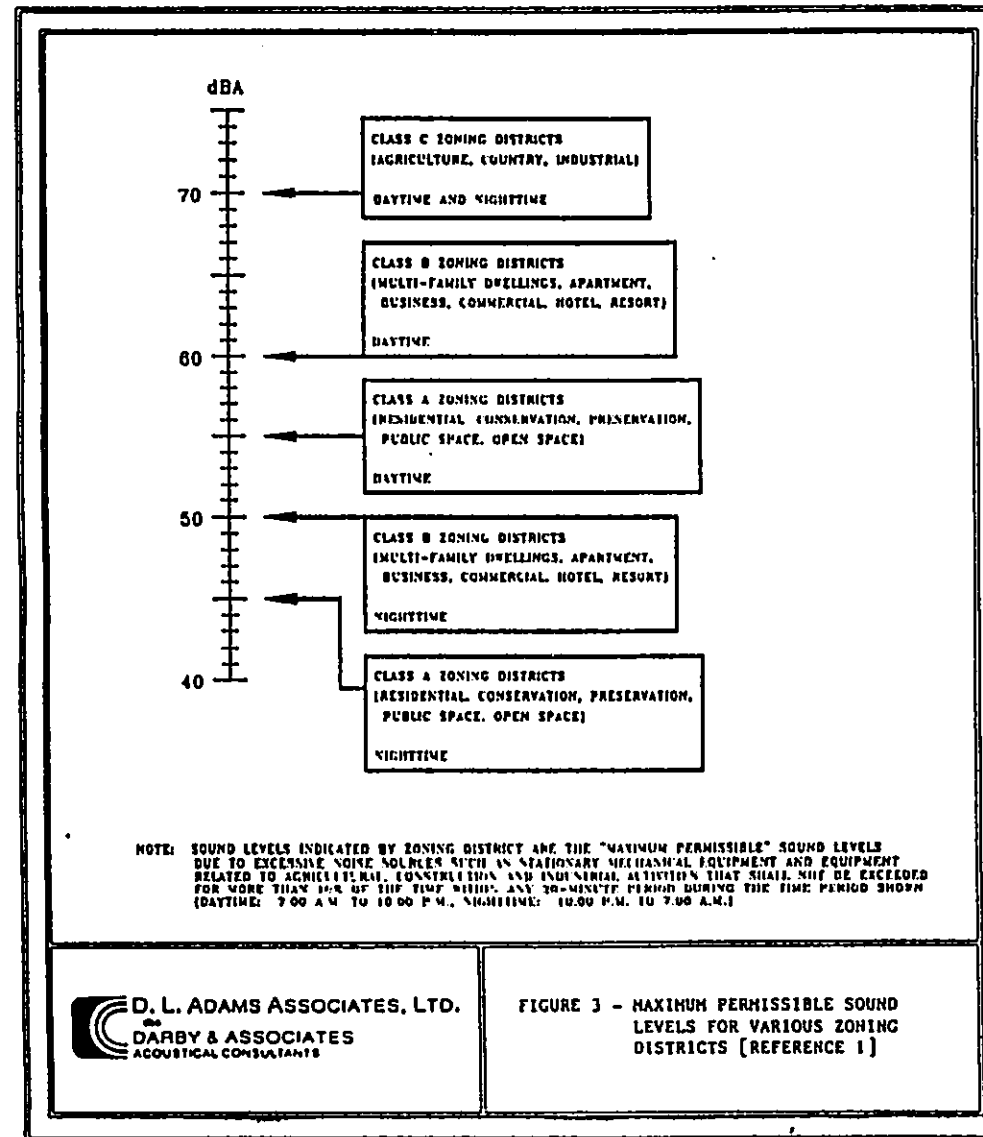 dBA
70
CLASS C ZONING DISTRICTS
(AGRICULTURE, COUNTRY, INDUSTRIAL)
DAYTIME AND NIGHTTIME
CLASS B ZONING DISTRICTS
(MULTI-FAMILY DWELLINGS, APARTMENT,
BUSINESS, COMMERCIAL, HOTEL, RESORT)
DAYTIME
60
CLASS A ZONING DISTRICTS
(RESIDENTIAL CONSERVATION, PRESERVATION,
PUBLIC SPACE, OPEN SPACE)
DAYTIME
50
CLASS B ZONING DISTRICTS
(MULTI-FAMILY DWELLINGS, APARTMENT,
BUSINESS, COMMERCIAL, HOTEL, RESORT)
NIGHTTIME
40
CLASS A ZONING DISTRICTS
(RESIDENTIAL CONSERVATION, PRESERVATION,
PUBLIC SPACE, OPEN SPACE)
NIGHTTIME
NOTE: SOUND LEVELS INDICATED BY ZONING DISTRICT ARE THE "MAXIMUM PERMISSIBLE" SOUND LEVELS
DUE TO EXCESSIVE NOISE SOURCES SUCH AS STATIONARY MECHANICAL EQUIPMENT AND EQUIPMENT
RELATED TO AGRICULTURAL, CONSTRUCTION AND INDUSTRIAL ACTIVITIES THAT SHALL NOT BE EXCEEDED
FOR MORE THAN 10% OF THE TIME WITHIN ANY 20-MINUTE PERIOD DURING THE TIME PERIOD SHOWN
(DAYTIME: 7:00 A.M. TO 10:00 P.M., NIGHTTIME: 10:00 P.M. TO 7:00 A.M.)
D. L. ADAMS ASSOCIATES, LTD.
dba
DARBY & ASSOCIATES
ACOUSTICAL CONSULTANTS
FIGURE 3 - MAXIMUM PERMISSIBLE SOUND
LEVELS FOR VARIOUS ZONING
DISTRICTS [REFERENCE 1]